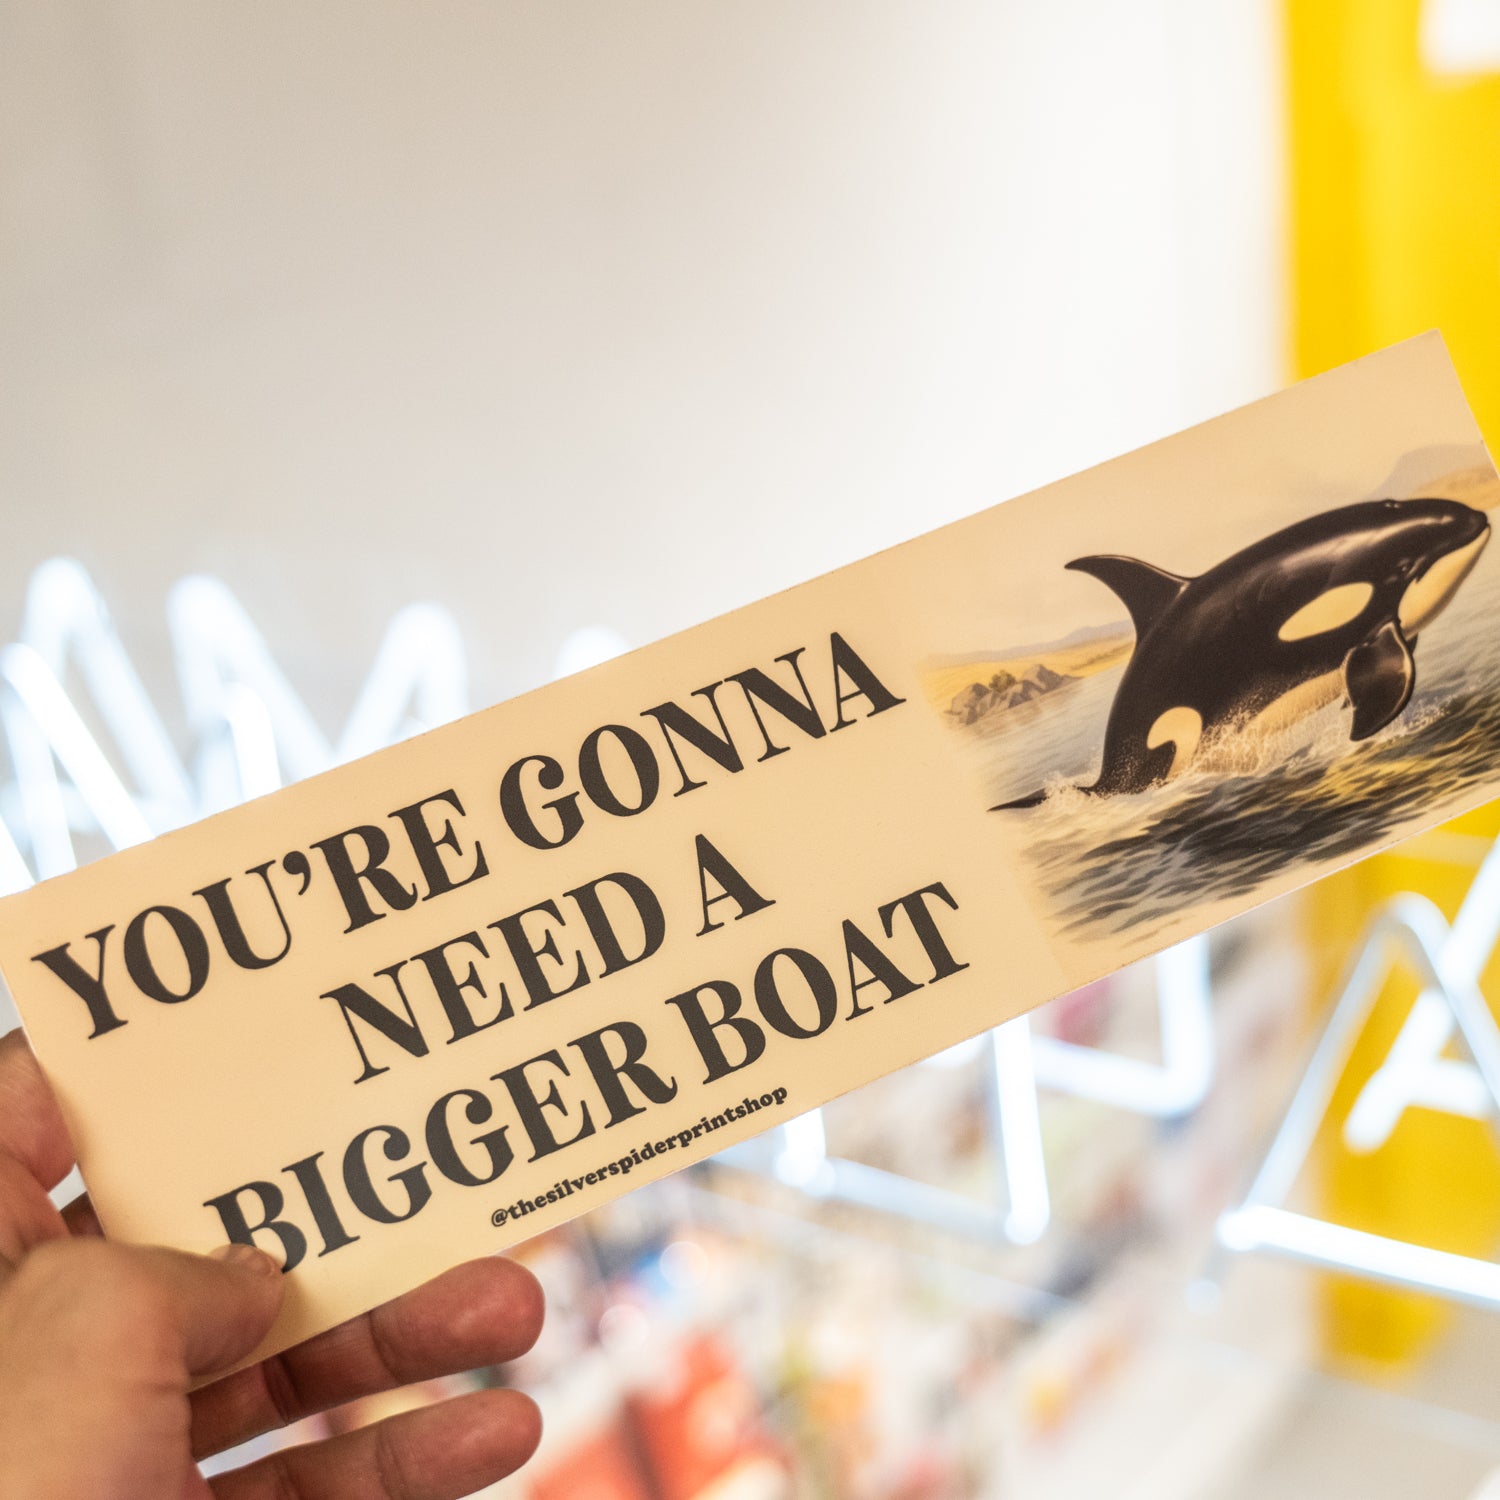 YOU'RE GONNA
NEED A
BIGGER BOAT
@thesilverspiderprintshop